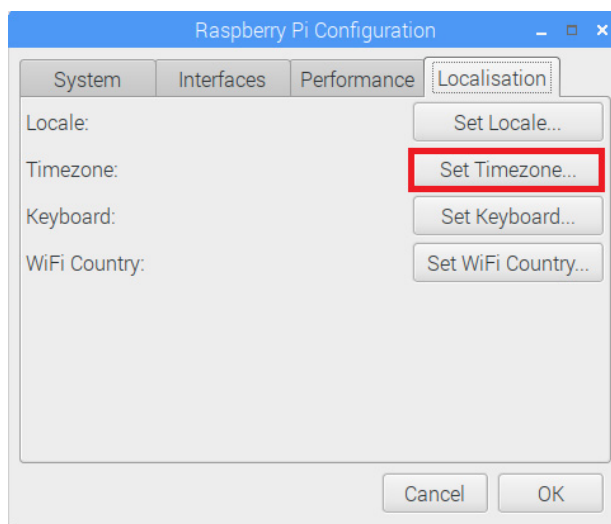 Raspberry Pi Configuration
System Interfaces Performance Localisation
Locale: Set Locale...
Timezone: Set Timezone...
Keyboard: Set Keyboard...
WiFi Country: Set WiFi Country...
Cancel OK